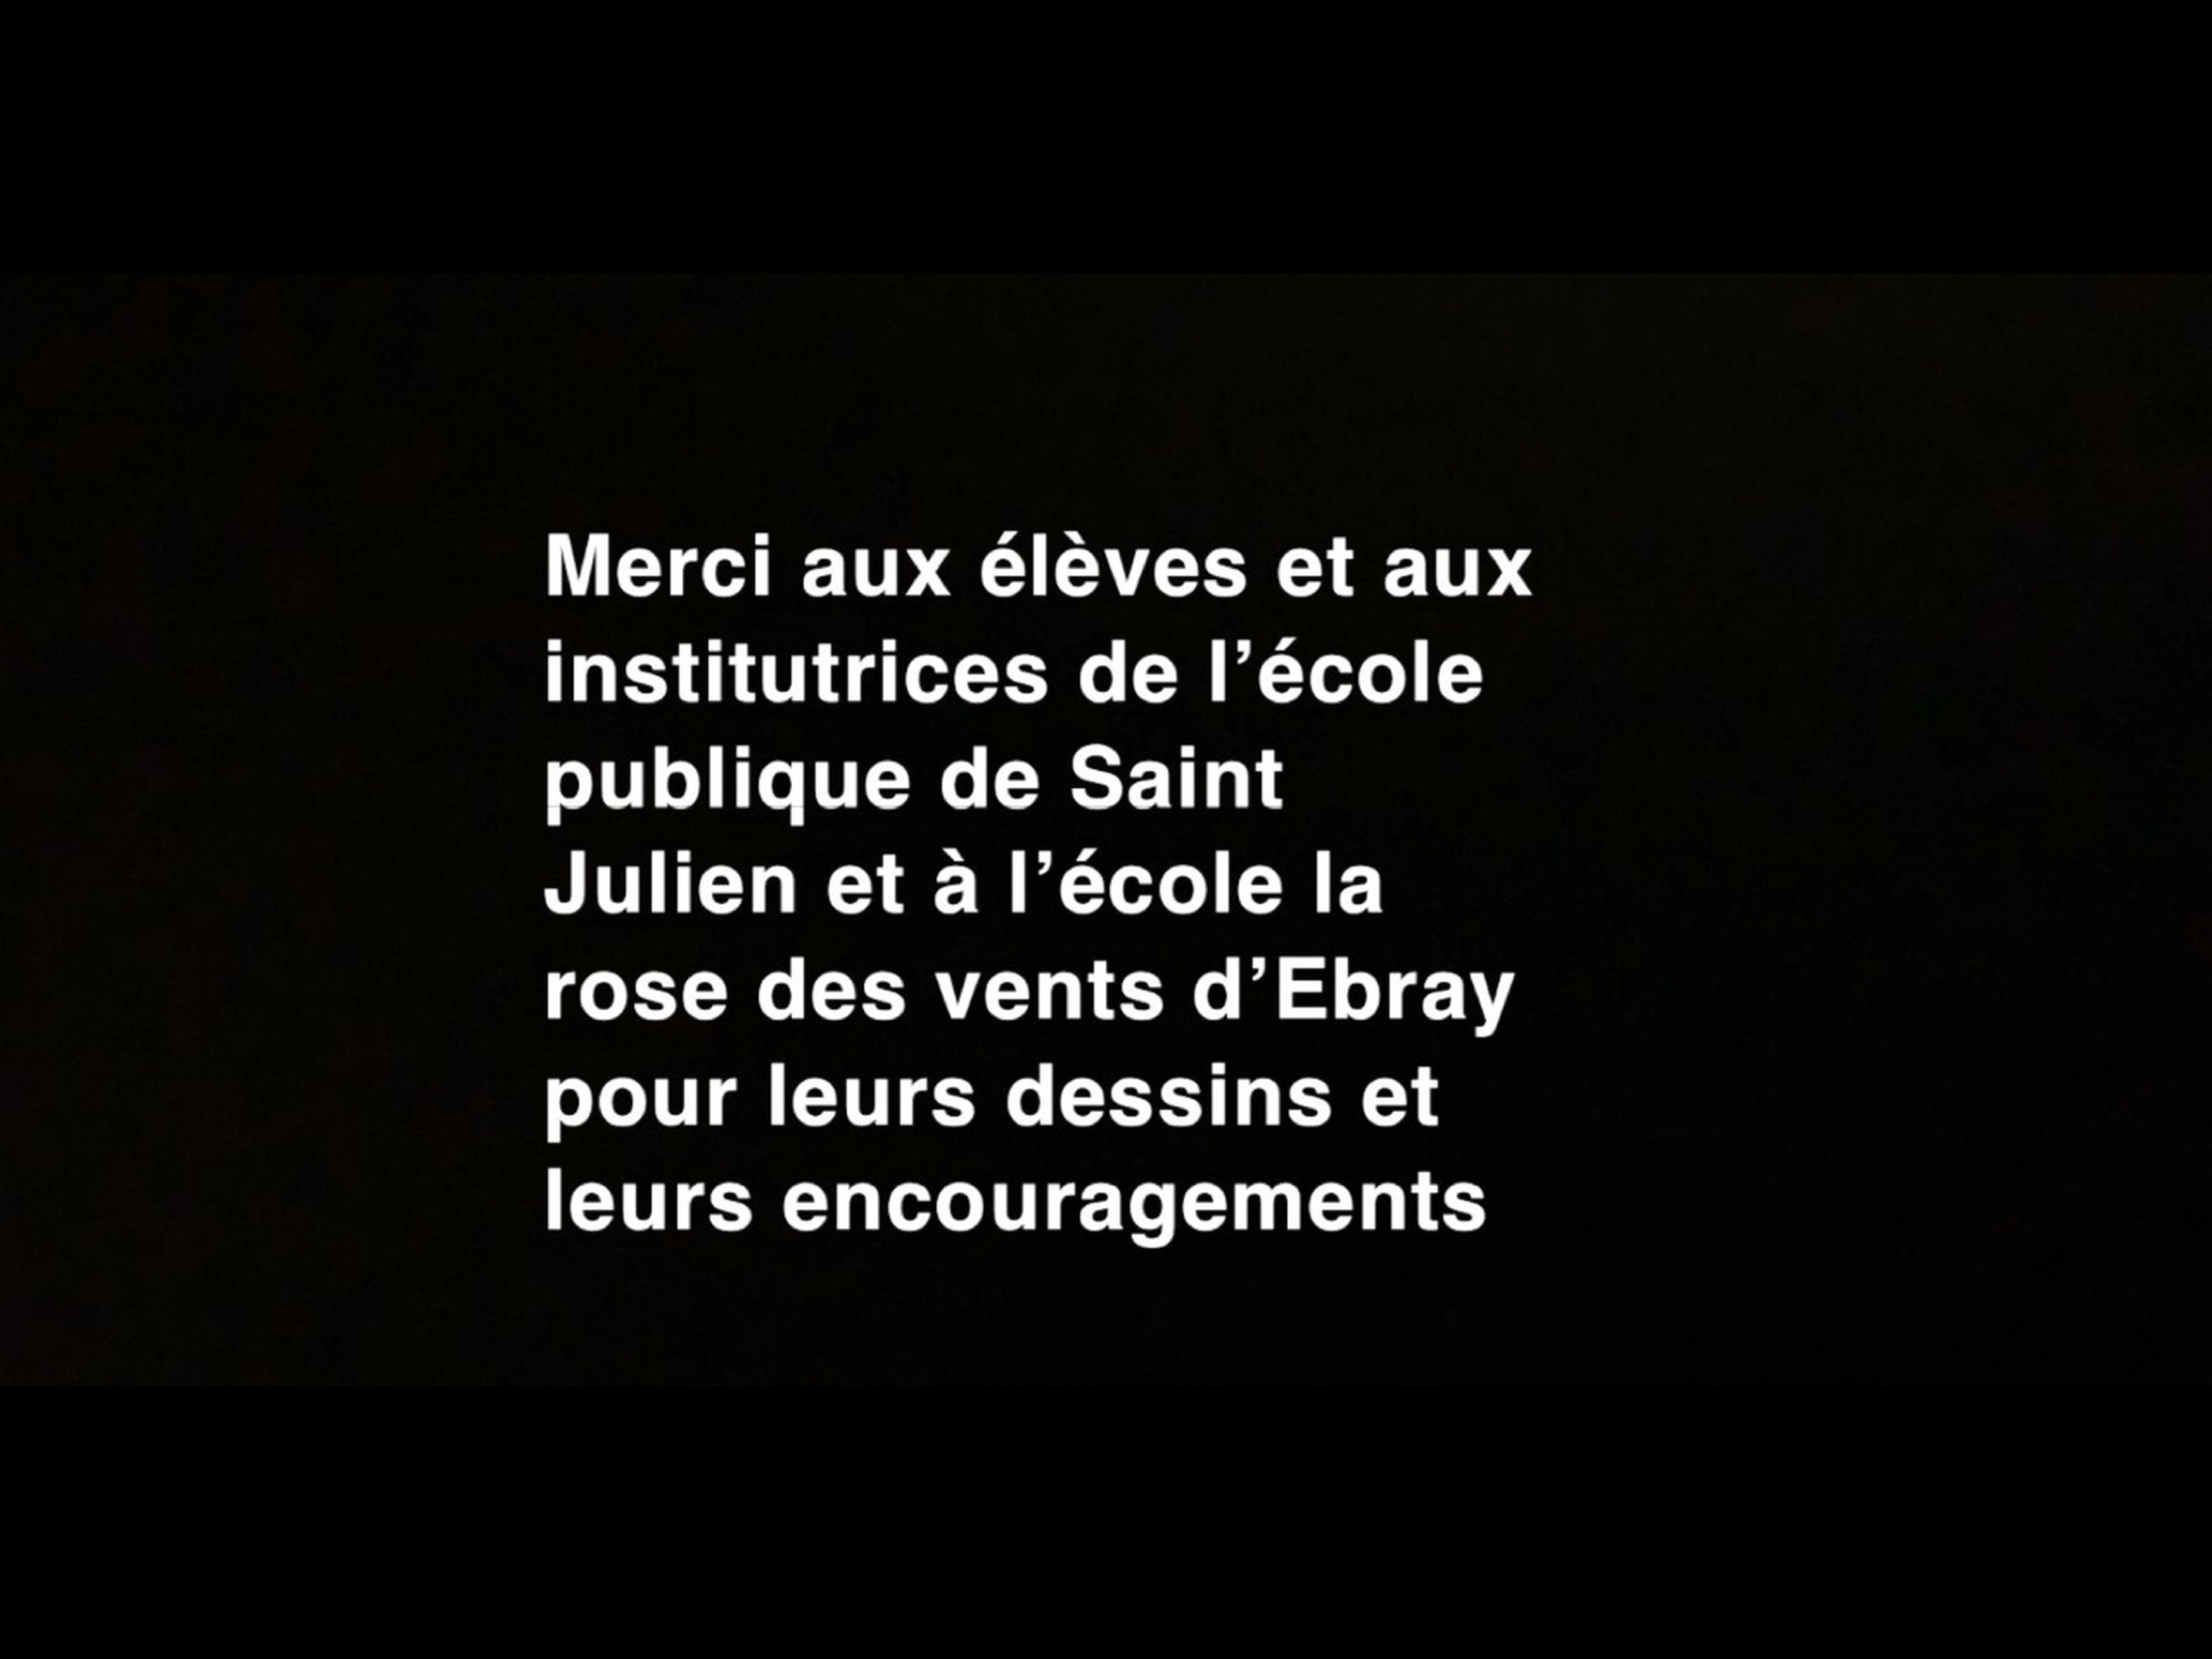 Merci aux élèves et aux
institutrices de l’école
publique de Saint
Julien et à l’école la
rose des vents d’Ebray
pour leurs dessins et
leurs encouragements